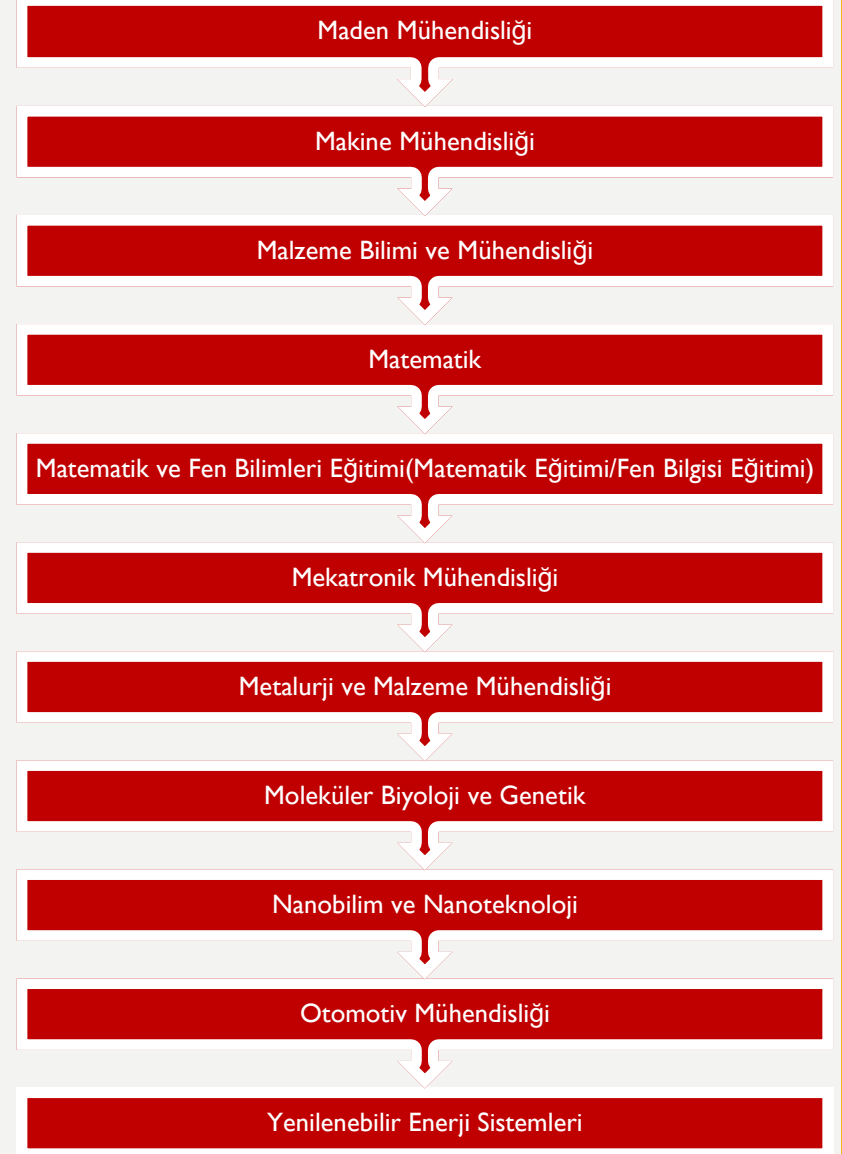 Maden Mühendisliği
Makine Mühendisliği
Malzeme Bilimi ve Mühendisliği
Matematik
Matematik ve Fen Bilimleri Eğitimi(Matematik Eğitimi/Fen Bilgisi Eğitimi)
Mekatronik Mühendisliği
Metalurji ve Malzeme Mühendisliği
Moleküler Biyoloji ve Genetik
Nanobilim ve Nanoteknoloji
Otomotiv Mühendisliği
Yenilenebilir Enerji Sistemleri